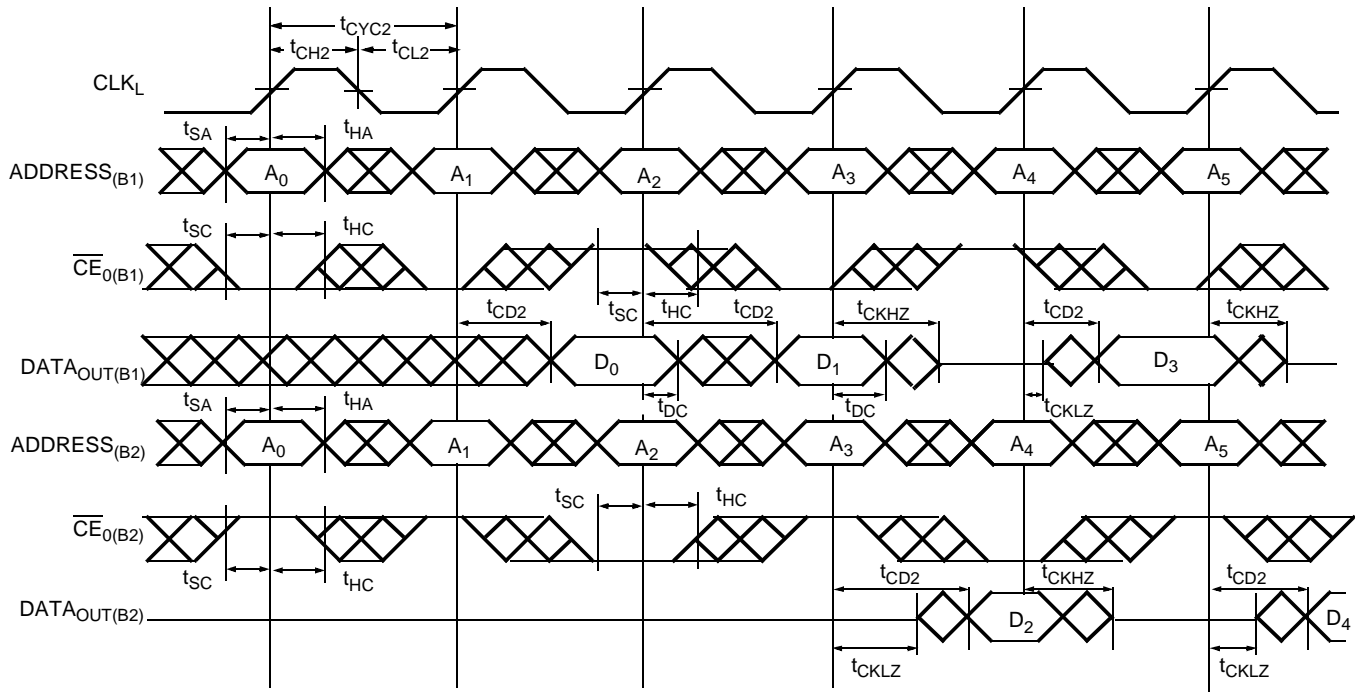 tCYC2
tCH2 tCL2
CLKL
tSA tHA
ADDRESS(B1) A0 A1 A2 A3 A4 A5
tSC tHC
CE0(B1)
tSC tHC
tCD2 tCD2 tCKHZ tCD2 tCKHZ
DATAOUT(B1) D0 D1 D3
tSA tHA tDC tDC tCKLZ
ADDRESS(B2) A0 A1 A2 A3 A4 A5
tSC tHC
CE0(B2)
tSC tHC
tCD2 tCKHZ tCD2
DATAOUT(B2) D2 D4
tCKLZ tCKLZ